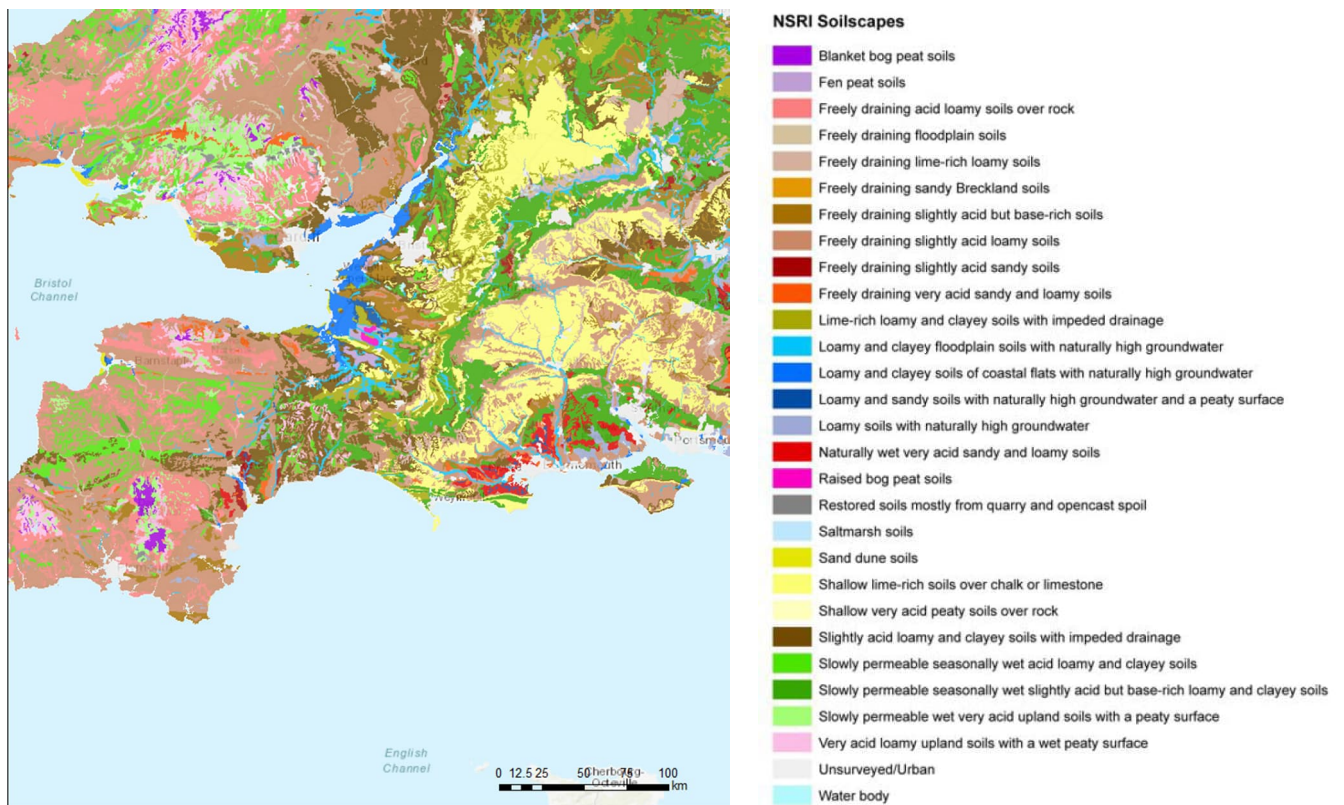 Bristol
Channel
Barnstaple
Weymouth
English
Channel
Cherbourg-
Octeville
0 12.5 25 50 75 100
km
NSRI Soilscapes
Blanket bog peat soils
Fen peat soils
Freely draining acid loamy soils over rock
Freely draining floodplain soils
Freely draining lime-rich loamy soils
Freely draining sandy Breckland soils
Freely draining slightly acid but base-rich soils
Freely draining slightly acid loamy soils
Freely draining slightly acid sandy soils
Freely draining very acid sandy and loamy soils
Lime-rich loamy and clayey soils with impeded drainage
Loamy and clayey floodplain soils with naturally high groundwater
Loamy and clayey soils of coastal flats with naturally high groundwater
Loamy and sandy soils with naturally high groundwater and a peaty surface
Loamy soils with naturally high groundwater
Naturally wet very acid sandy and loamy soils
Raised bog peat soils
Restored soils mostly from quarry and opencast spoil
Saltmarsh soils
Sand dune soils
Shallow lime-rich soils over chalk or limestone
Shallow very acid peaty soils over rock
Slightly acid loamy and clayey soils with impeded drainage
Slowly permeable seasonally wet acid loamy and clayey soils
Slowly permeable seasonally wet slightly acid but base-rich loamy and clayey soils
Slowly permeable wet very acid upland soils with a peaty surface
Very acid loamy upland soils with a wet peaty surface
Unsurveyed/Urban
Water body